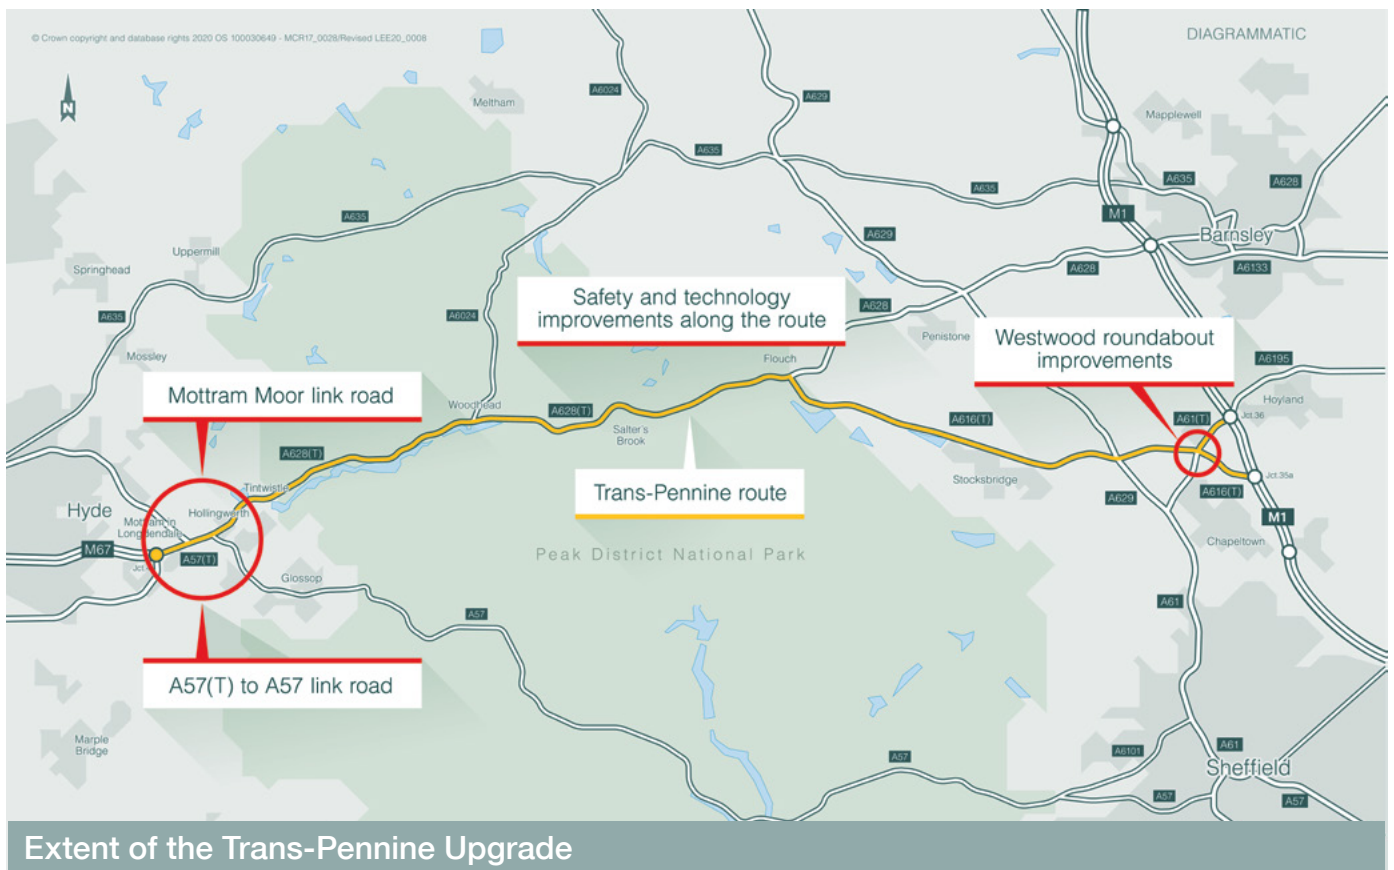 © Crown copyright and database rights 2020 OS 100030649 - MCR17_0028/Revised LEE20_0008
DIAGRAMMATIC
N
Meltham
A6024
A629
Mapplewell
A635
A635
A635
A628
A635
M1
Uppermill
A629
Barnsley
Springhead
A628
A6133
Safety and technology
improvements along the route
A628
A635
A6024
Penistone
Westwood roundabout
improvements
Mossley
Flouch
A6195
Mottram Moor link road
Hoyland
Woodhead
A628(T)
A616(T)
A61(T)
Jct.36
Salter's
Brook
A628(T)
Stocksbridge
Jct.35a
Tintwistle
Trans-Pennine route
A629
A616(T)
Hyde
Hollingworth
M1
Mottram in
Longdendale
M67
Peak District National Park
Chapeltown
A57(T)
Jct.
Glossop
A57
A61
A57(T) to A57 link road
Marple
Bridge
A57
A6101
A61
Sheffield
A57
A57
Extent of the Trans-Pennine Upgrade